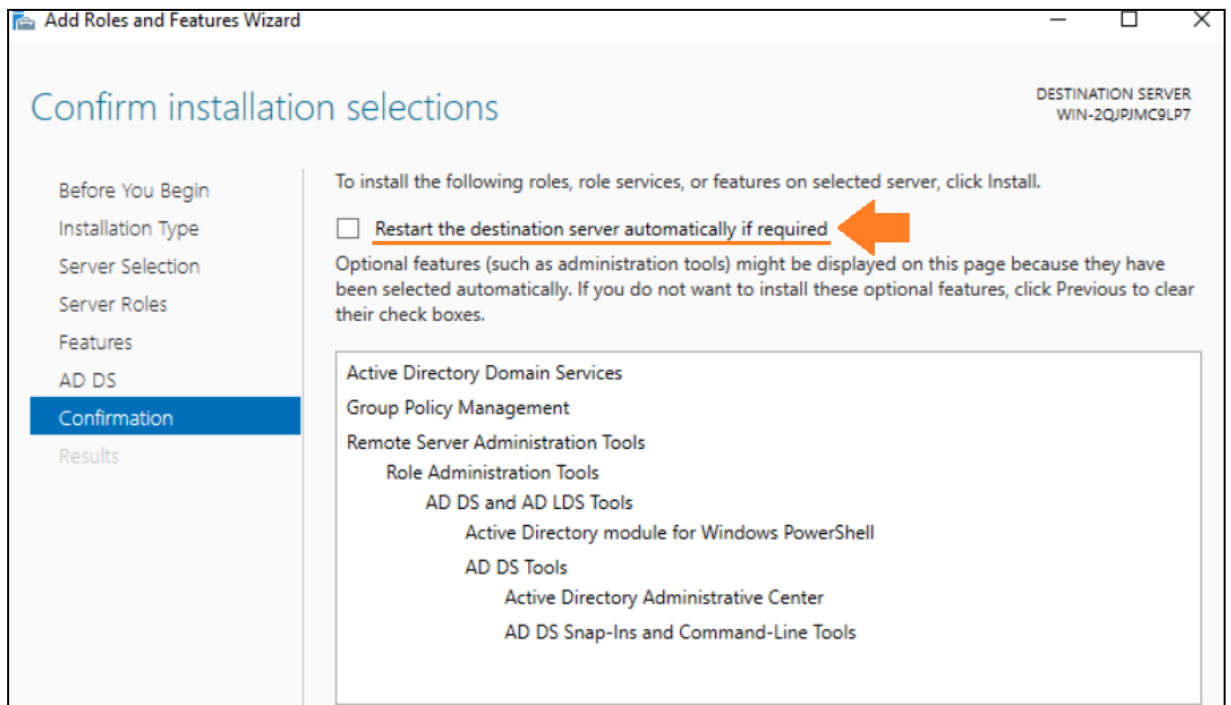 Add Roles and Features Wizard
Confirm installation selections
DESTINATION SERVER
WIN-2QJPJMC9LP7
Before You Begin
Installation Type
Server Selection
Server Roles
Features
AD DS
Confirmation
Results
To install the following roles, role services, or features on selected server, click Install.
Restart the destination server automatically if required
Optional features (such as administration tools) might be displayed on this page because they have
been selected automatically. If you do not want to install these optional features, click Previous to clear
their check boxes.
Active Directory Domain Services
Group Policy Management
Remote Server Administration Tools
Role Administration Tools
AD DS and AD LDS Tools
Active Directory module for Windows PowerShell
AD DS Tools
Active Directory Administrative Center
AD DS Snap-Ins and Command-Line Tools